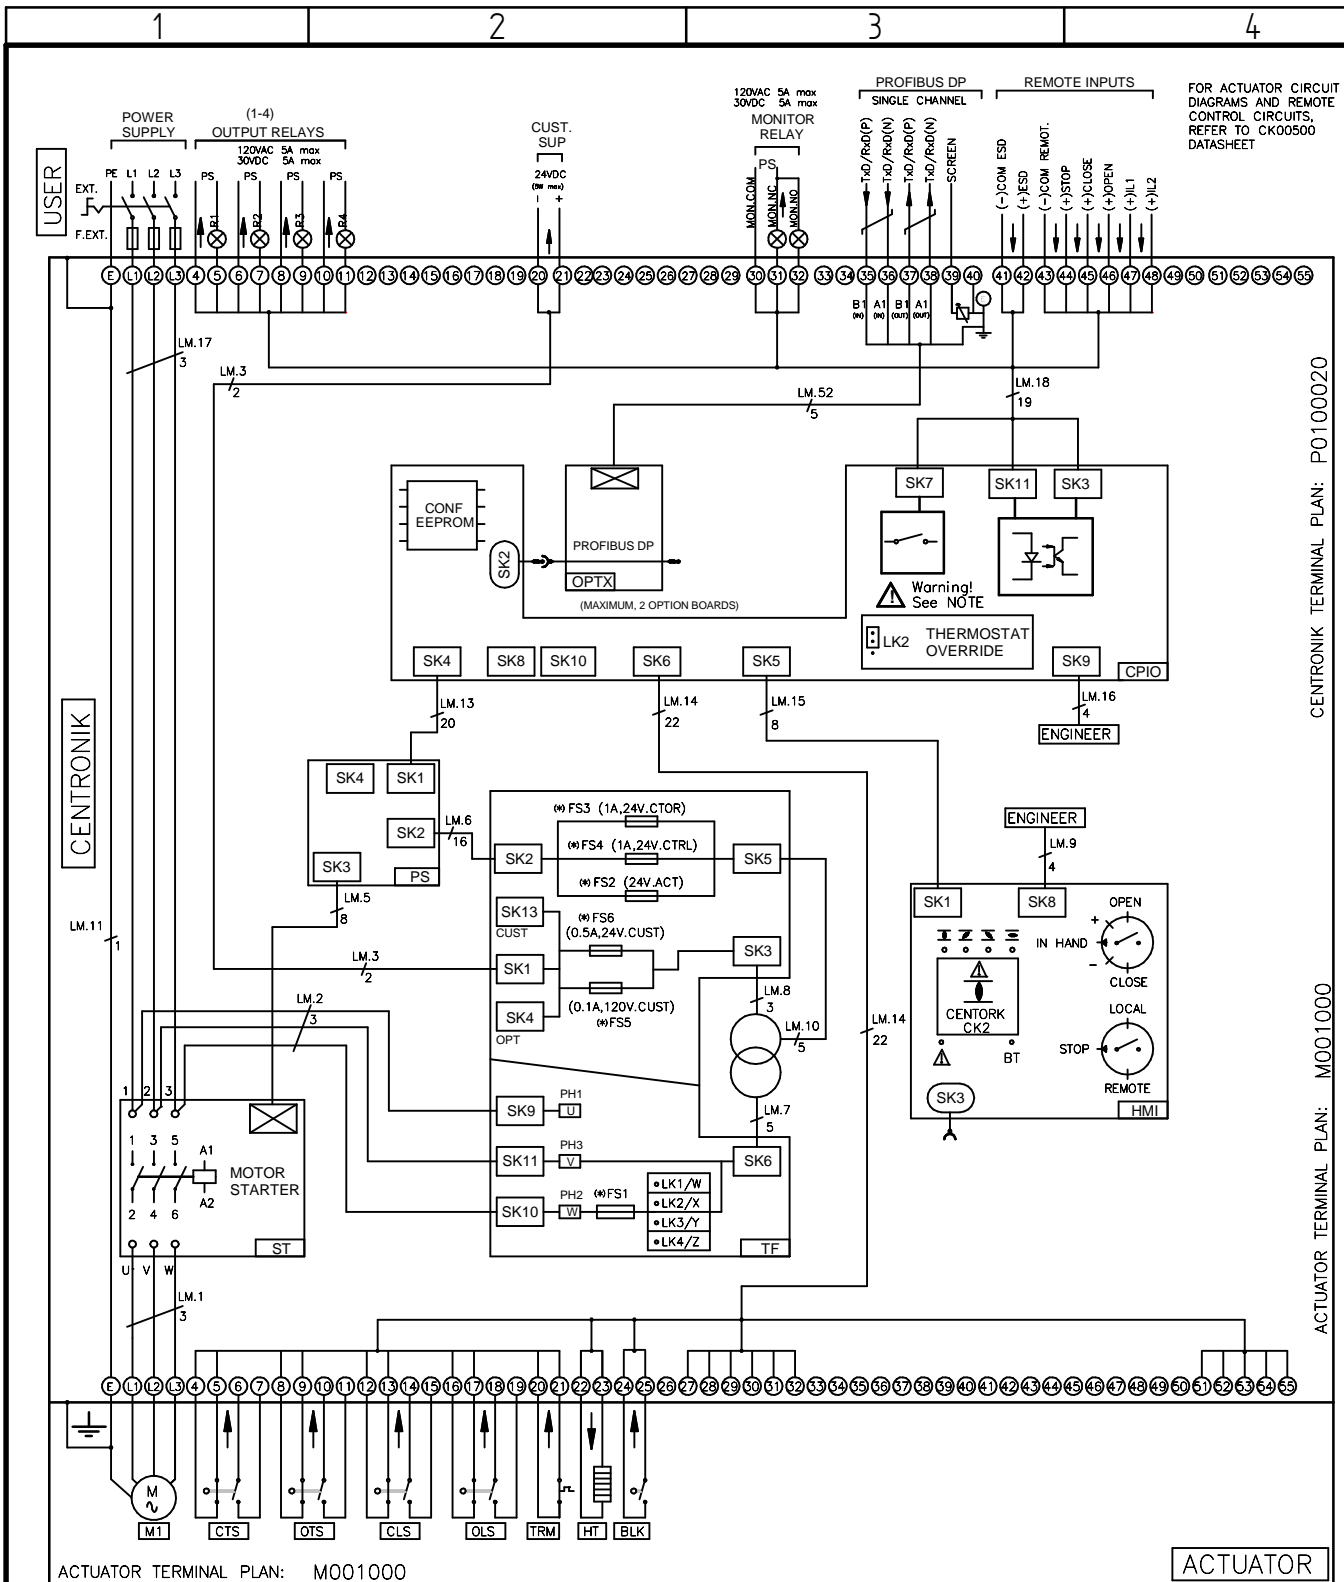 1 2 3 4
FOR ACTUATOR CIRCUIT
DIAGRAMS AND REMOTE
CONTROL CIRCUITS,
REFER TO CK00500
DATASHEET
USER
POWER
SUPPLY
(1-4)
OUTPUT RELAYS
120VAC 5A max
30VDC 5A max
CUST.
SUP
24VDC
(5W max)
- +
120VAC 5A max
30VDC 5A max
MONITOR
RELAY
PS
PROFIBUS DP
SINGLE CHANNEL
REMOTE INPUTS
PE L1 L2 L3
EXT.
F.EXT.
PS PS PS PS
R1 R2 R3 R4
MON.COM
MON.NC
MON.NO
TxD/RxD(P)
TxD/RxD(N)
TxD/RxD(P)
TxD/RxD(N)
SCREEN
(-)COM ESD
(+)ESD
(-)COM REMOT.
(+)STOP
(+)CLOSE
(+)OPEN
(+)IL1
(+)IL2
E L1 L2 L3 4 5 6 7 8 9 10 11 12 13 14 15 16 17 18 19 20 21 22 23 24 25 26 27 28 29 30 31 32 33 34 35 36 37 38 39 40 41 42 43 44 45 46 47 48 49 50 51 52 53 54 55
B1 A1 B1 A1
(IN) (IN) (OUT) (OUT)
LM.17
3
LM.3
2
LM.52
5
LM.18
19
CENTRONIK TERMINAL PLAN: P0100020
CONF
EEPROM
SK2
PROFIBUS DP
OPTX
(MAXIMUM, 2 OPTION BOARDS)
SK7
SK11
SK3
Warning!
See NOTE
LK2
THERMOSTAT
OVERRIDE
SK4
SK8
SK10
SK6
SK5
SK9
CPIO
LM.13
20
LM.14
22
LM.15
8
LM.16
4
ENGINEER
CENTRONIK
SK4
SK1
SK2
SK3
PS
LM.6
16
LM.5
8
LM.11
1
(*) FS3 (1A,24V.CTOR)
(*) FS4 (1A,24V.CTRL)
(*) FS2 (24V.ACT)
SK2
SK5
SK13
CUST
(*) FS6
(0.5A,24V.CUST)
SK1
SK3
LM.3
2
SK4
OPT
(0.1A,120V.CUST)
(*)FS5
LM.8
3
LM.10
5
LM.14
22
LM.7
5
ENGINEER
LM.9
4
SK1
SK8
OPEN
+
IN HAND
-
CLOSE
CENTORK
CK2
BT
LOCAL
STOP
REMOTE
SK3
HMI
LM.2
3
1 2 3
1 3 5
A1
A2
2 4 6
MOTOR
STARTER
ST
U V W
SK9
PH1
U
SK11
PH3
V
SK10
PH2
W
(*)FS1
LK1/W
LK2/X
LK3/Y
LK4/Z
SK6
TF
LM.1
3
ACTUATOR TERMINAL PLAN: M001000
E L1 L2 L3 4 5 6 7 8 9 10 11 12 13 14 15 16 17 18 19 20 21 22 23 24 25 26 27 28 29 30 31 32 33 34 35 36 37 38 39 40 41 42 43 44 45 46 47 48 49 50 51 52 53 54 55
M
M1
CTS
OTS
CLS
OLS
TRM
HT
BLK
ACTUATOR TERMINAL PLAN: M001000
ACTUATOR